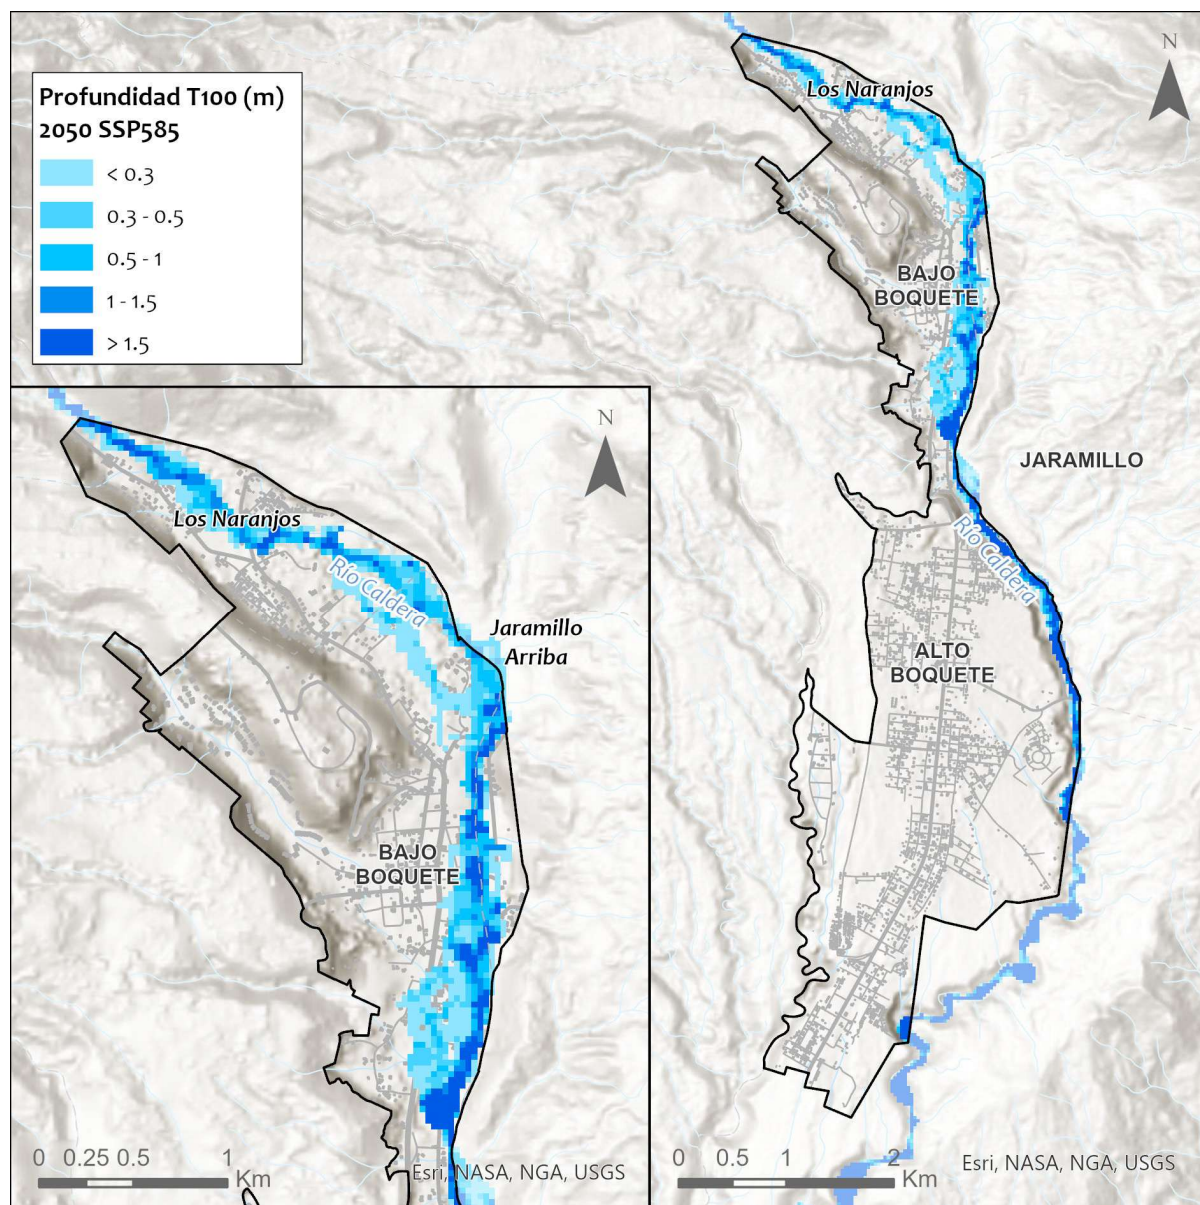 Profundidad T100 (m)
2050 SSP585
< 0.3
0.3 - 0.5
0.5 - 1
1 - 1.5
> 1.5
N
Los Naranjos
BAJO
BOQUETE
JARAMILLO
Río Caldera
ALTO
BOQUETE
0 0.5 1 2
Km
Esri, NASA, NGA, USGS
N
Los Naranjos
Río Caldera
Jaramillo
Arriba
BAJO
BOQUETE
0 0.25 0.5 1
Km
Esri, NASA, NGA, USGS